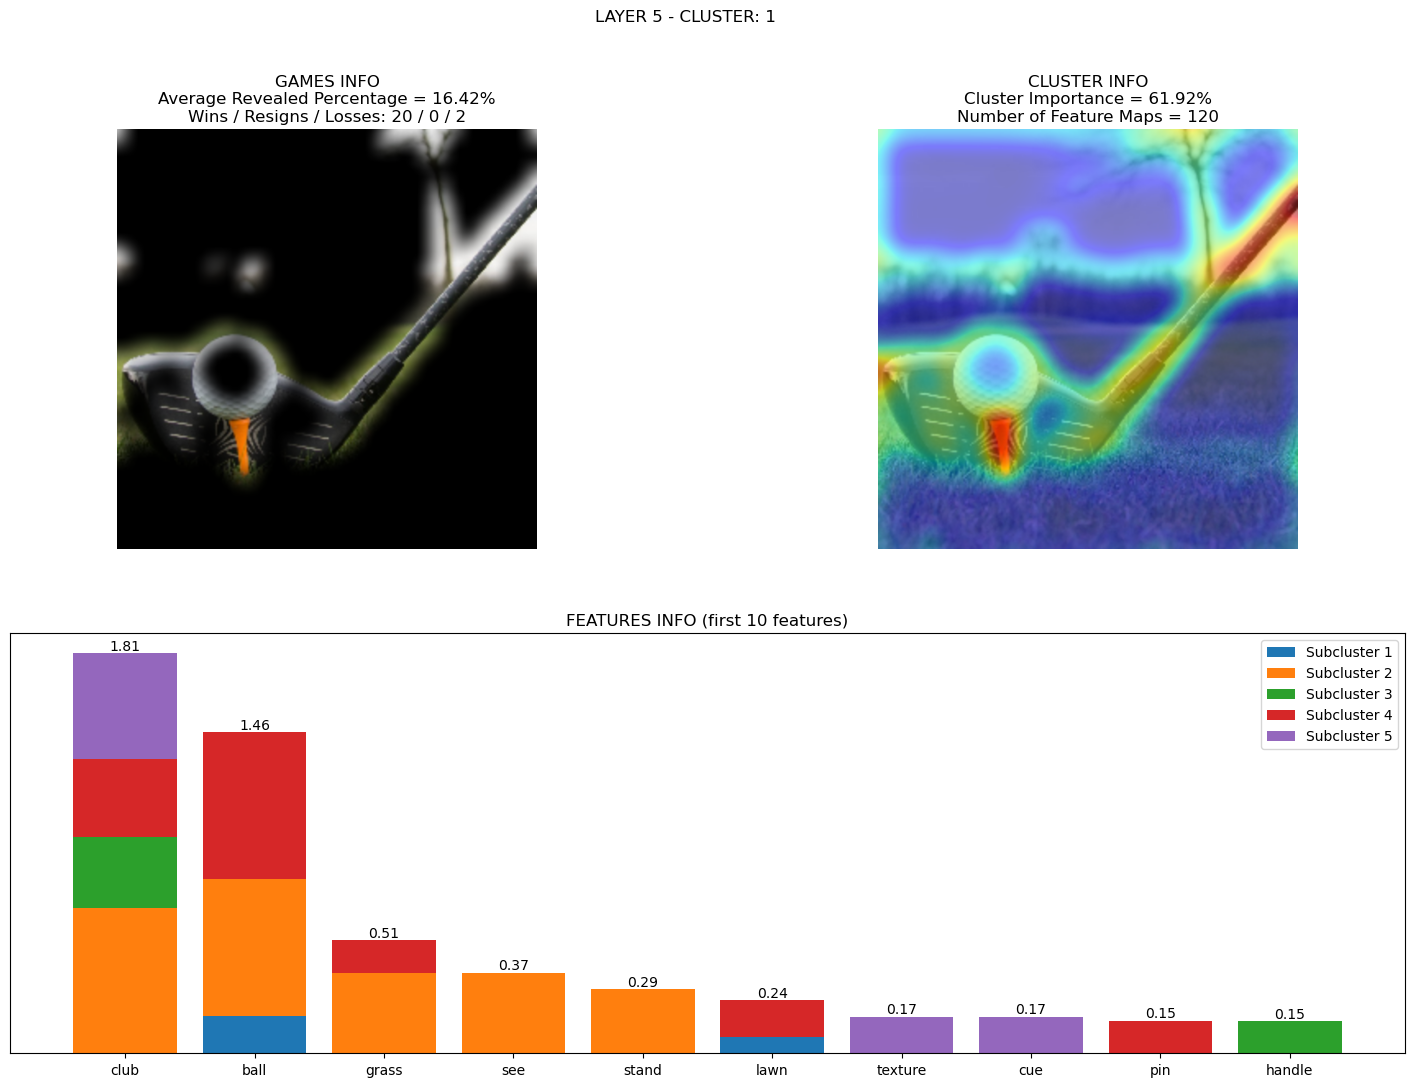 LAYER 5 - CLUSTER: 1
GAMES INFO
Average Revealed Percentage = 16.42%
Wins / Resigns / Losses: 20 / 0 / 2
CLUSTER INFO
Cluster Importance = 61.92%
Number of Feature Maps = 120
FEATURES INFO (first 10 features)
1.81
1.46
0.51
0.37
0.29
0.24
0.17
0.17
0.15
0.15
Subcluster 1
Subcluster 2
Subcluster 3
Subcluster 4
Subcluster 5
club
ball
grass
see
stand
lawn
texture
cue
pin
handle